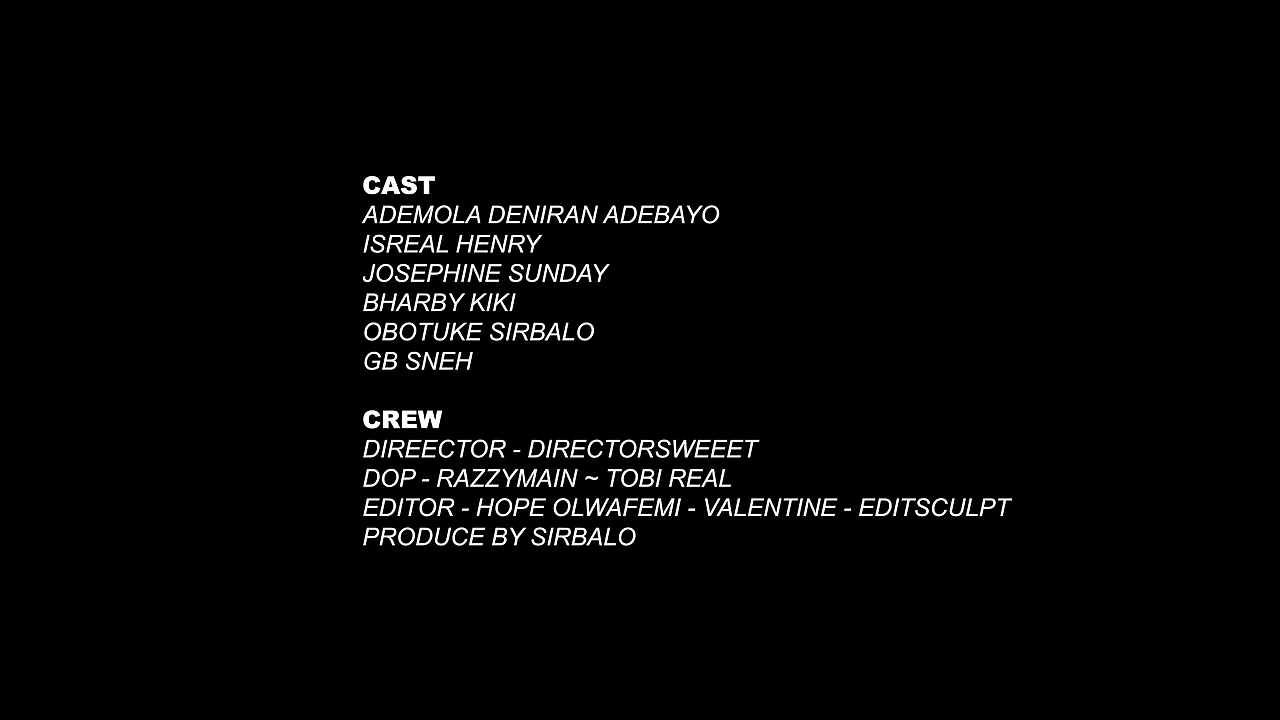 CAST
ADEMOLA DENIRAN ADEBAYO
ISREAL HENRY
JOSEPHINE SUNDAY
BHARBY KIKI
OBOTUKE SIRBALO
GB SNEH
CREW
DIREECTOR - DIRECTORSWEEET
DOP - RAZZYMAIN ~ TOBI REAL
EDITOR - HOPE OLWAFEMI - VALENTINE - EDITSCULPT
PRODUCE BY SIRBALO